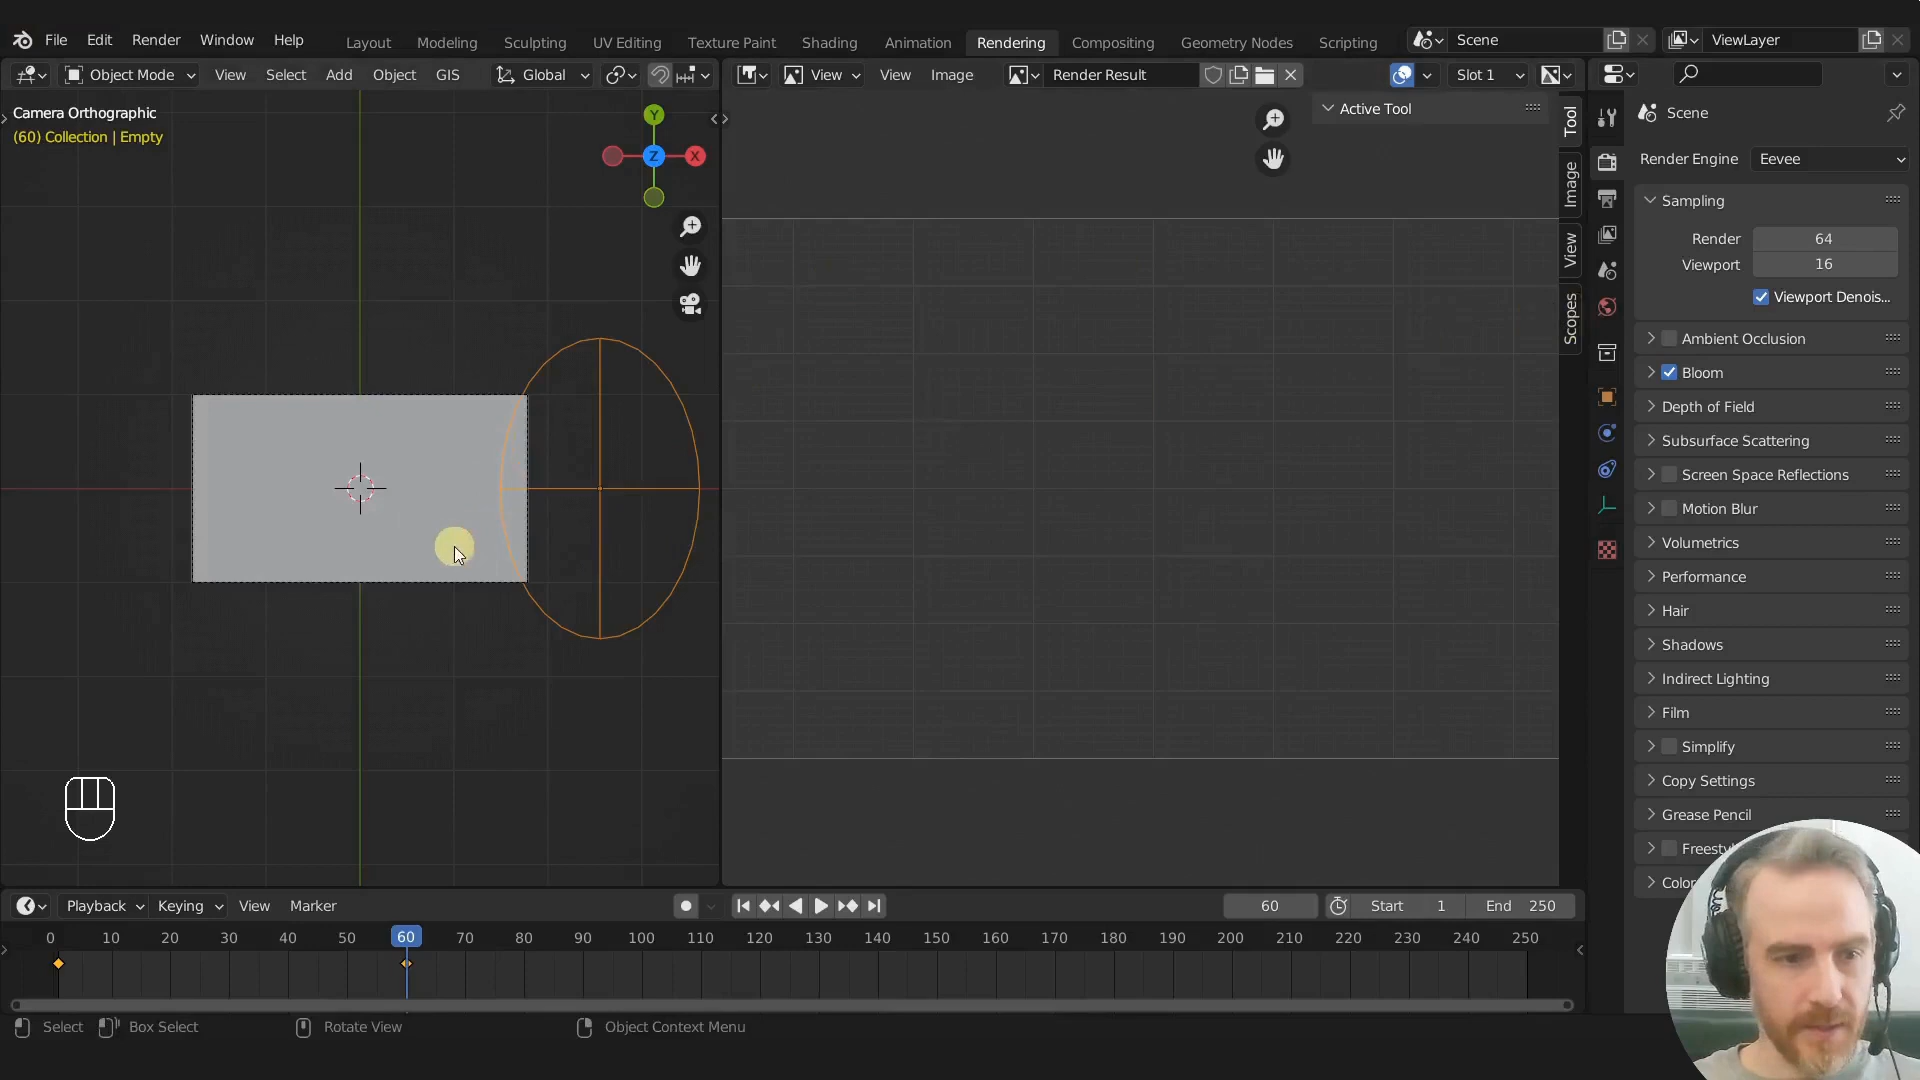 File Edit Render Window Help Layout Modeling Sculpting UV Editing Texture Paint Shading Animation Rendering Compositing Geometry Nodes Scripting Scene ViewLayer
Object Mode View Select Add Object GIS Global View View Image Render Result Slot 1
Camera Orthographic
(60) Collection | Empty
Y
X
Z
Active Tool
Tool
Image
View
Scopes
Scene
Render Engine Eevee
Sampling
Render 64
Viewport 16
Viewport Denois...
Ambient Occlusion
Bloom
Depth of Field
Subsurface Scattering
Screen Space Reflections
Motion Blur
Volumetrics
Performance
Hair
Shadows
Indirect Lighting
Film
Simplify
Copy Settings
Grease Pencil
Playback Keying View Marker 60 Start 1 End 250
0 10 20 30 40 50 60 70 80 90 100 110 120 130 140 150 160 170 180 190 200 210 220 230 240 250
Select Box Select Rotate View Object Context Menu